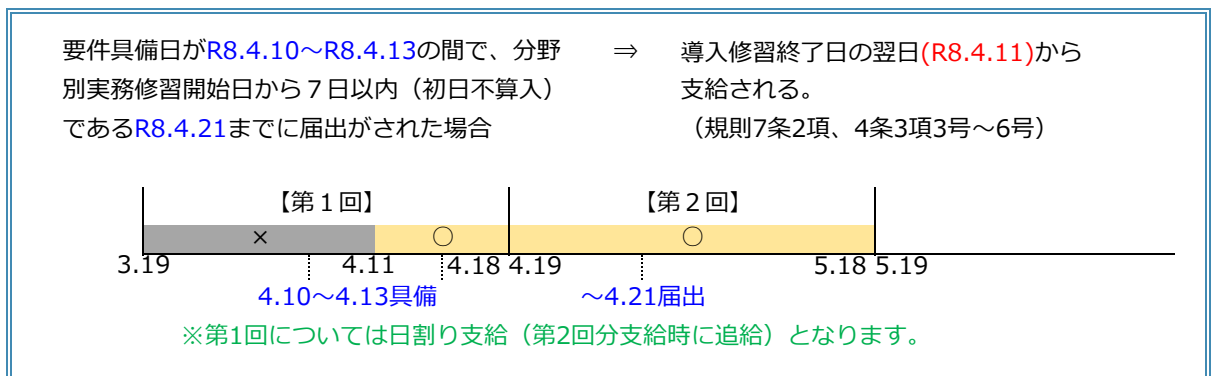 要件具備日がR8.4.10～R8.4.13の間で、分野 ⇒ 導入修習終了日の翌日(R8.4.11)から
別実務修習開始日から７日以内（初日不算入） 支給される。
であるR8.4.21までに届出がされた場合 （規則7条2項、4条3項3号～6号）
【第１回】 【第２回】
× ○ ○
3.19 4.11 4.18 4.19 5.18 5.19
4.10～4.13具備 ～4.21届出
※第1回については日割り支給（第2回分支給時に追給）となります。